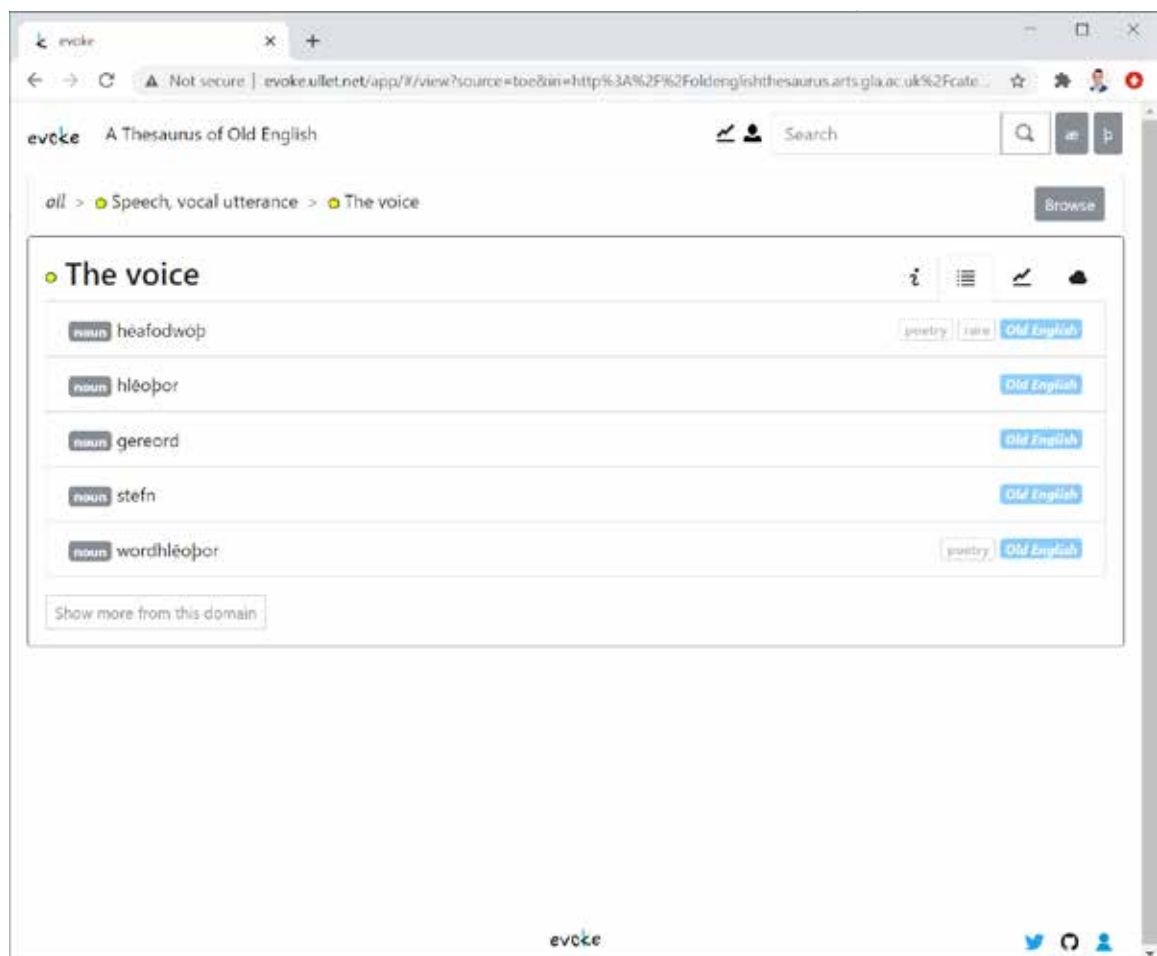 evoke
Not secure | evoke.ullet.net/app/#/view?source=toe&iri=http%3A%2F%2Foldenglishthesaurus.arts.gla.ac.uk%2Fcate...
evoke A Thesaurus of Old English Search æ þ
all > Speech, vocal utterance > The voice Browse
The voice
noun hēafodwōþ poetry rare Old English
noun hlēoþor Old English
noun gereord Old English
noun stefn Old English
noun wordhlēoþor poetry Old English
Show more from this domain
evoke